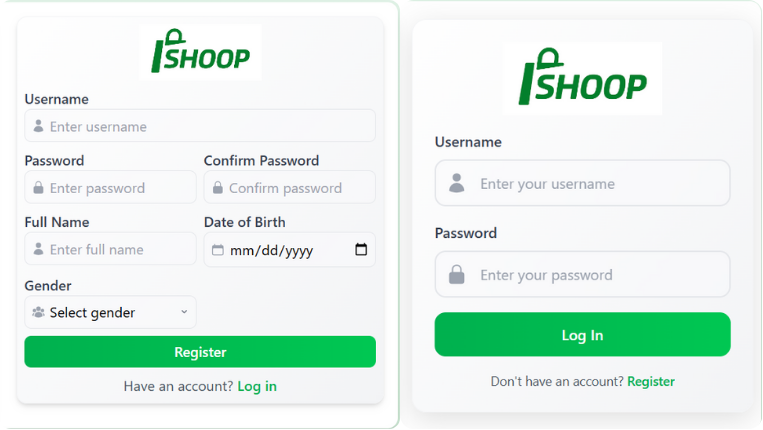 ISHOOP
Username
Enter username
Password Confirm Password
Enter password Confirm password
Full Name Date of Birth
Enter full name mm/dd/yyyy
Gender
Select gender
Register
Have an account? Log in
ISHOOP
Username
Enter your username
Password
Enter your password
Log In
Don't have an account? Register